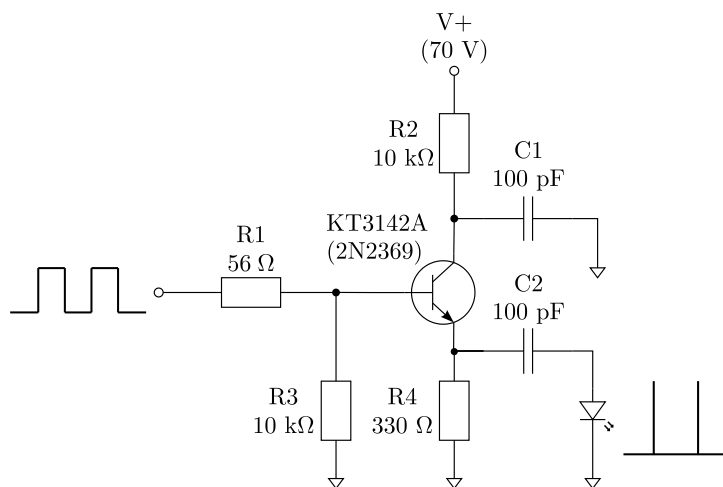 V+
(70 V)
R2
10 kΩ
C1
100 pF
KT3142A
(2N2369)
R1
56 Ω
C2
100 pF
R3
10 kΩ
R4
330 Ω